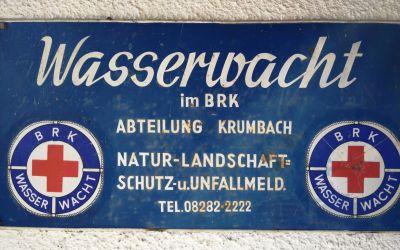 Wasserwacht
im BRK
ABTEILUNG KRUMBACH
NATUR-LANDSCHAFT=
SCHUTZ-u.UNFALLMELD.
TEL.08282-2222
BRK
WASSER WACHT
BRK
WASSER WACHT